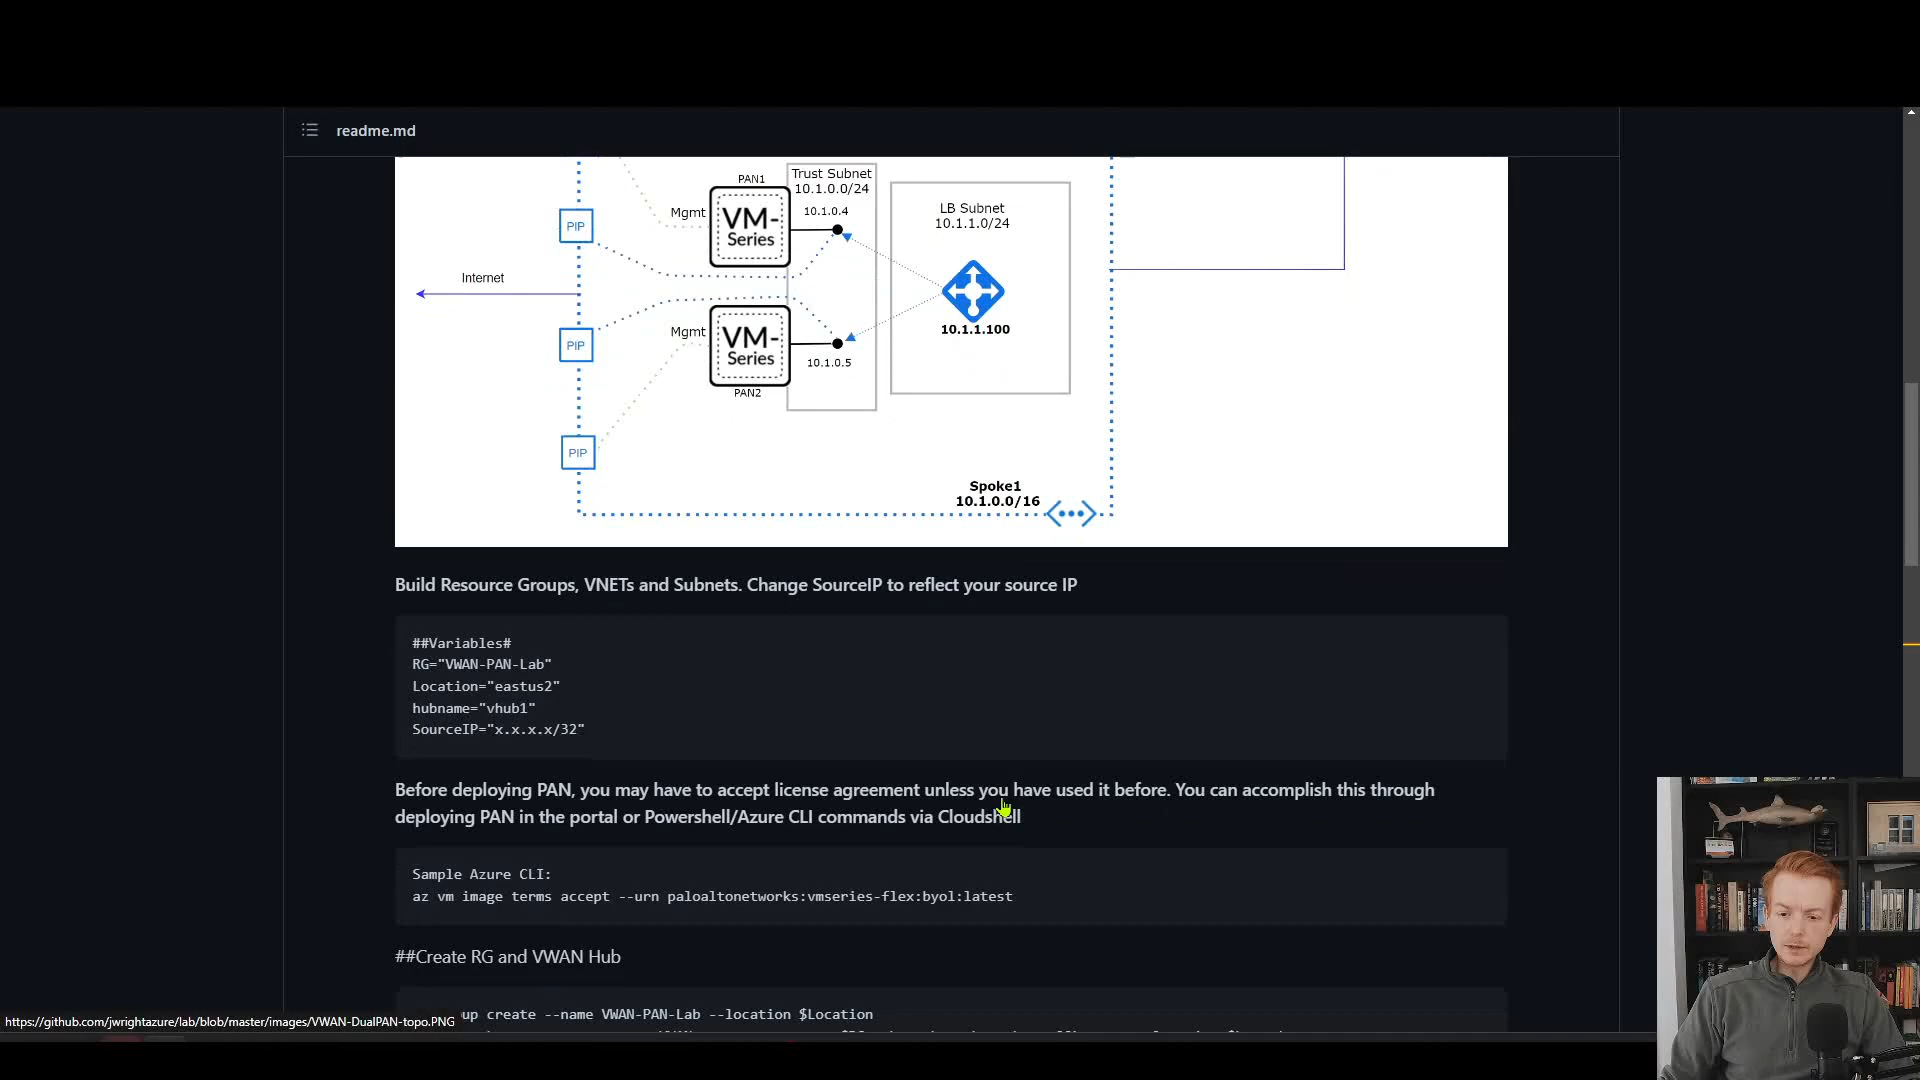 readme.md
PAN1
Trust Subnet
10.1.0.0/24
Mgmt
VM-
Series
10.1.0.4
LB Subnet
10.1.1.0/24
PIP
Internet
10.1.1.100
PIP
Mgmt
VM-
Series
10.1.0.5
PAN2
PIP
Spoke1
10.1.0.0/16
Build Resource Groups, VNETs and Subnets. Change SourceIP to reflect your source IP
##Variables#
RG="VWAN-PAN-Lab"
Location="eastus2"
hubname="vhub1"
SourceIP="x.x.x.x/32"
Before deploying PAN, you may have to accept license agreement unless you have used it before. You can accomplish this through
deploying PAN in the portal or Powershell/Azure CLI commands via Cloudshell
Sample Azure CLI:
az vm image terms accept --urn paloaltonetworks:vmseries-flex:byol:latest
##Create RG and VWAN Hub
up create --name VWAN-PAN-Lab --location $Location
https://github.com/jwrightazure/lab/blob/master/images/VWAN-DualPAN-topo.PNG